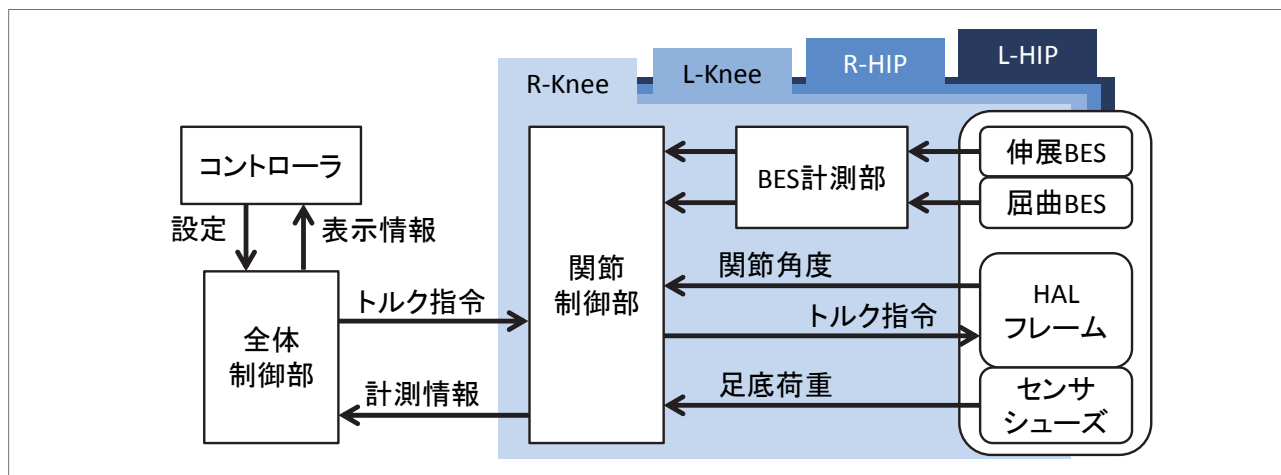 L-HIP
R-HIP
L-Knee
R-Knee
コントローラ
設定
表示情報
全体
制御部
トルク指令
計測情報
関節
制御部
BES計測部
伸展BES
屈曲BES
関節角度
トルク指令
HAL
フレーム
足底荷重
センサ
シューズ